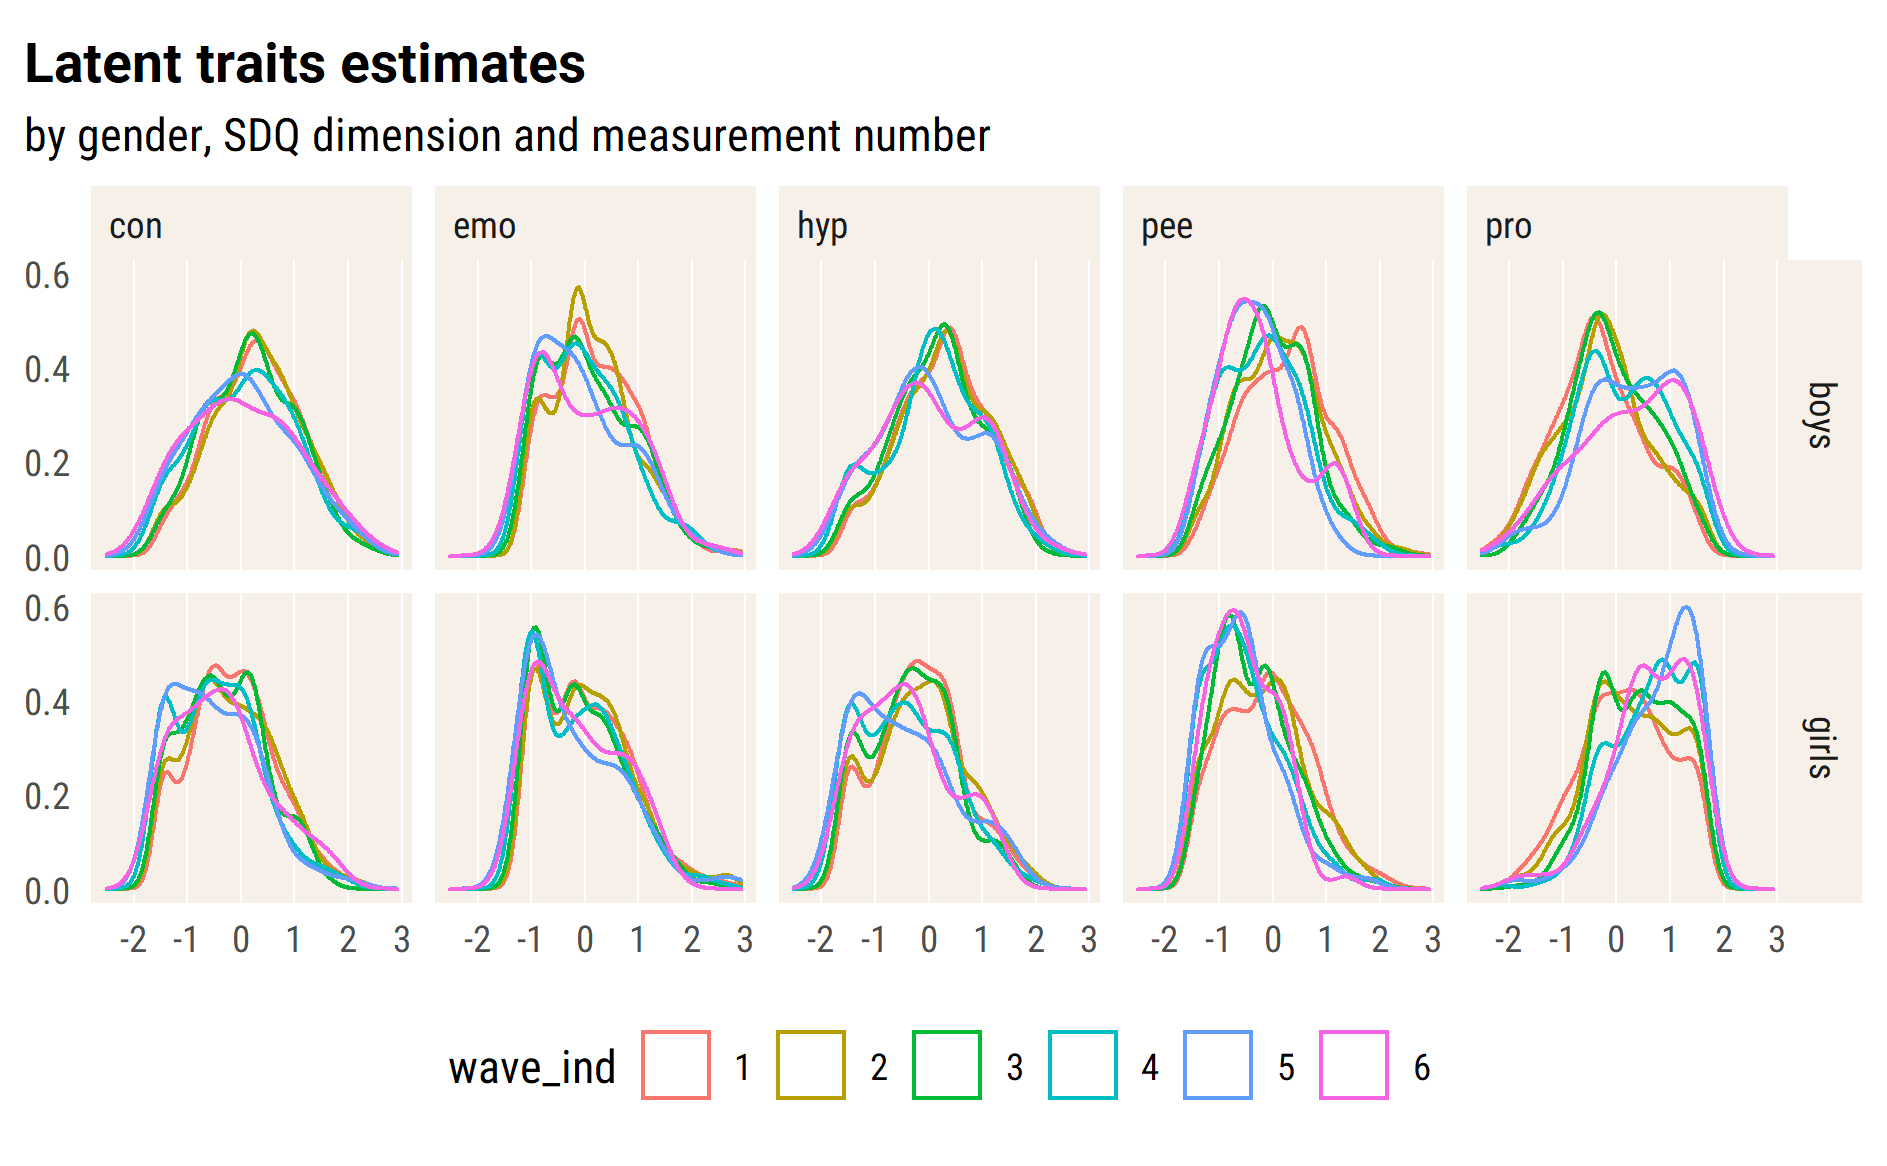 Latent traits estimates
by gender, SDQ dimension and measurement number
con emo hyp pee pro
0.6
0.4
0.2
0.0
boys
0.6
0.4
0.2
0.0
girls
-2 -1 0 1 2 3 -2 -1 0 1 2 3 -2 -1 0 1 2 3 -2 -1 0 1 2 3 -2 -1 0 1 2 3
wave_ind 1 2 3 4 5 6